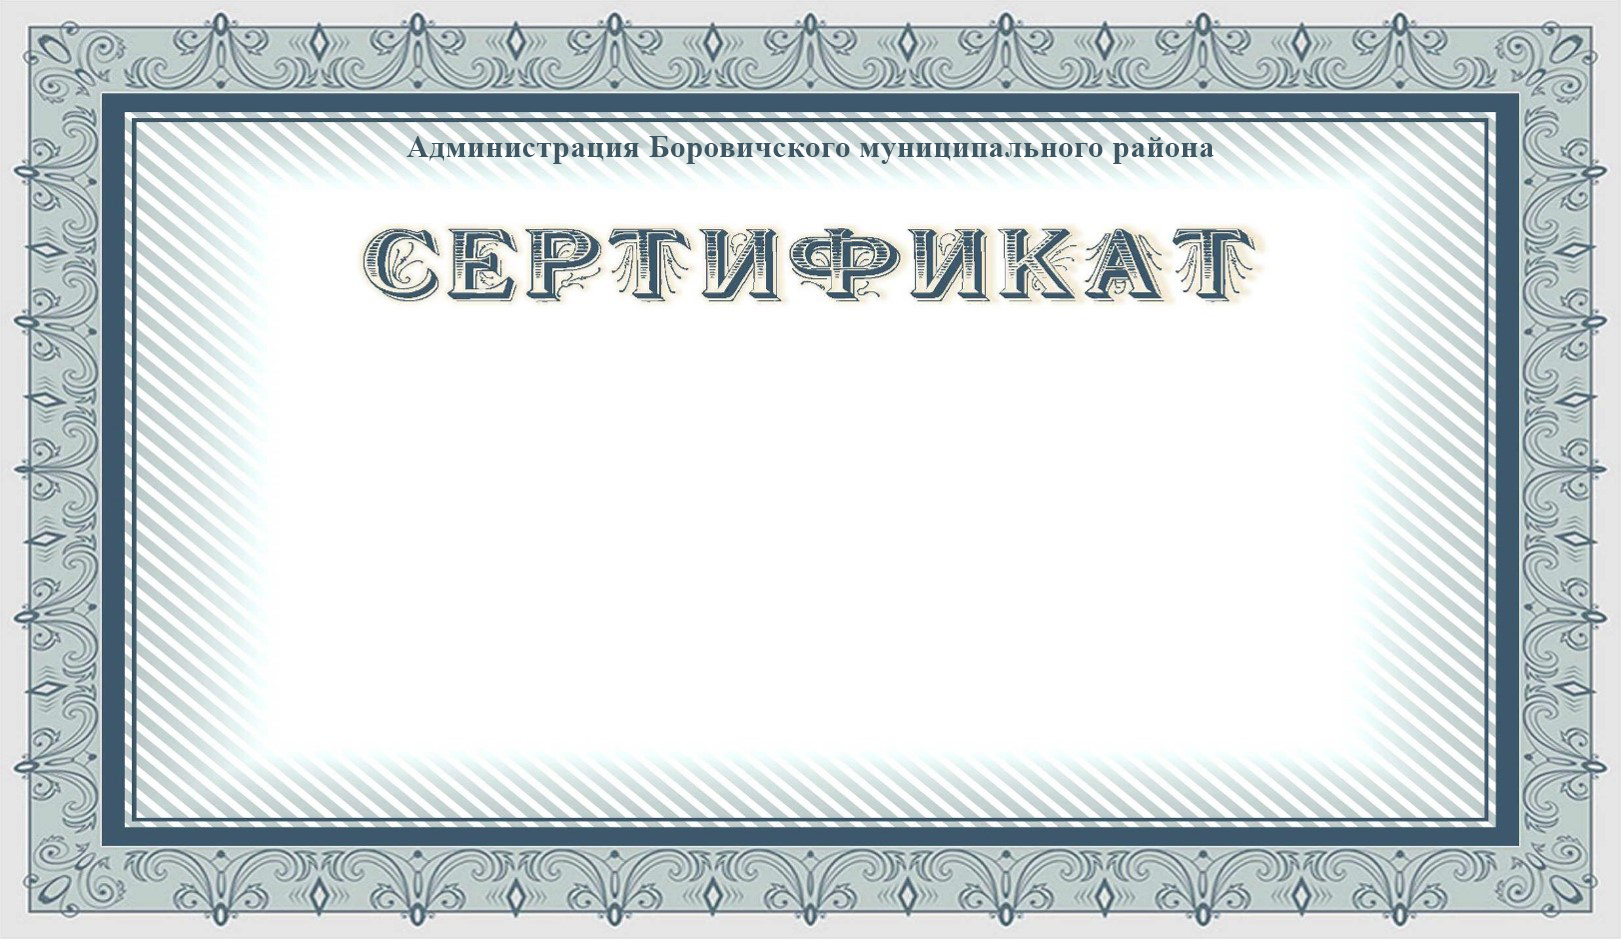 Администрация Боровичского муниципального района
СЕРТИФИКАТ